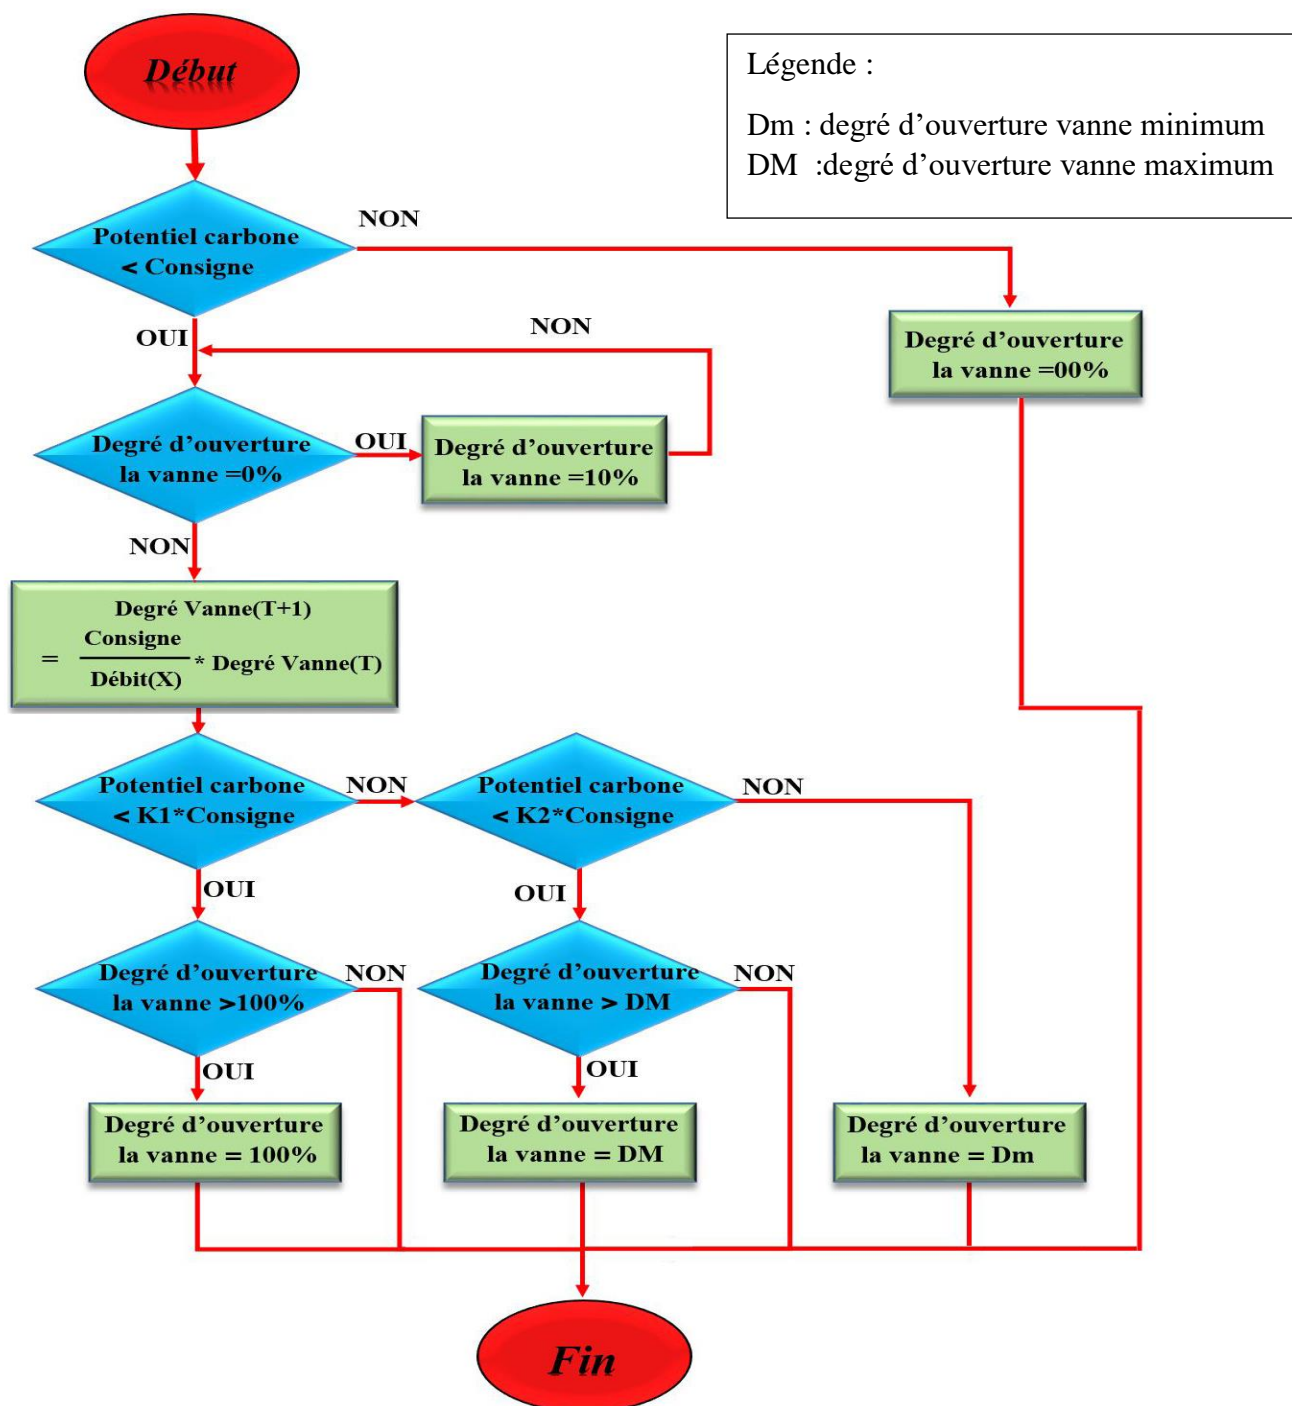 Début
Légende :
Dm : degré d’ouverture vanne minimum
DM :degré d’ouverture vanne maximum
Potentiel carbone
< Consigne
NON
OUI
NON
Degré d’ouverture
la vanne =00%
Degré d’ouverture
la vanne =0%
OUI
Degré d’ouverture
la vanne =10%
NON
Degré Vanne(T+1)
= Consigne
Débit(X) * Degré Vanne(T)
Potentiel carbone
< K1*Consigne
NON
Potentiel carbone
< K2*Consigne
NON
OUI
OUI
Degré d’ouverture
la vanne >100%
NON
Degré d’ouverture
la vanne > DM
NON
OUI
OUI
Degré d’ouverture
la vanne = 100%
Degré d’ouverture
la vanne = DM
Degré d’ouverture
la vanne = Dm
Fin